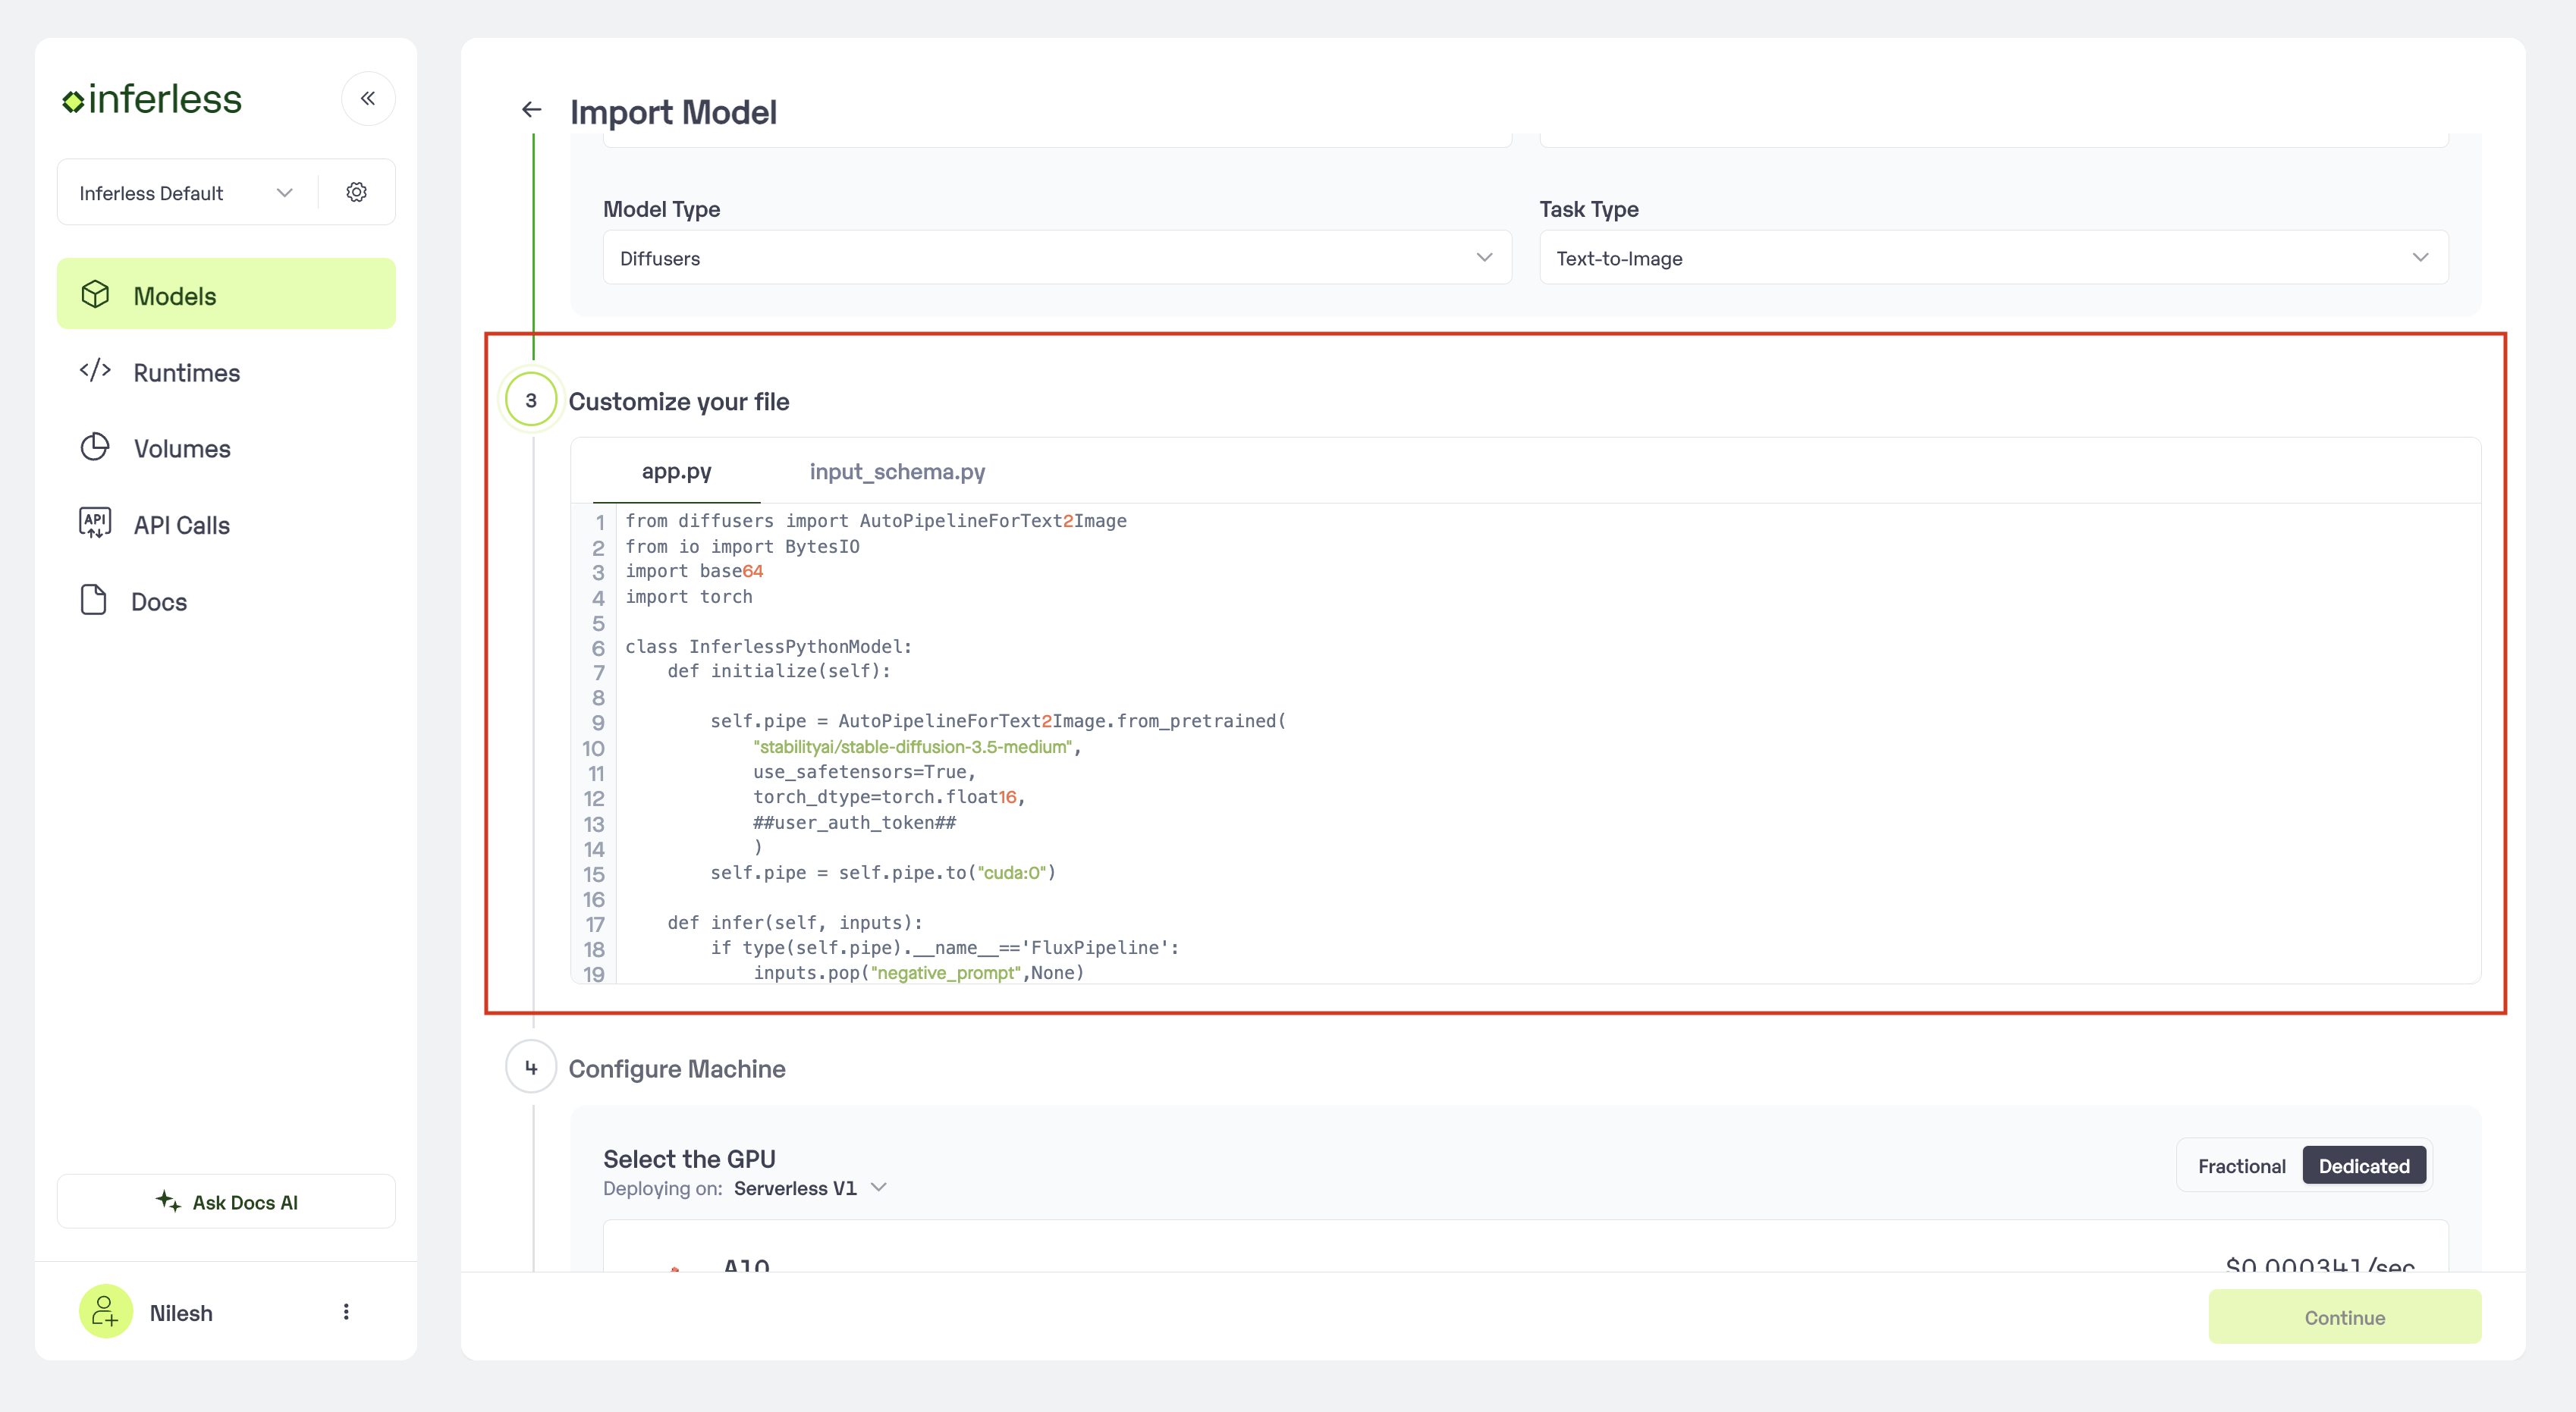 inferless
Inferless Default
Models
Runtimes
Volumes
API
API Calls
Docs
Ask Docs AI
Nilesh
Import Model
Model Type
Task Type
Diffusers
Text-to-Image
3
Customize your file
app.py
input_schema.py
1 from diffusers import AutoPipelineForText2Image
2 from io import BytesIO
3 import base64
4 import torch
5
6 class InferlessPythonModel:
7     def initialize(self):
8
9         self.pipe = AutoPipelineForText2Image.from_pretrained(
10             "stabilityai/stable-diffusion-3.5-medium",
11             use_safetensors=True,
12             torch_dtype=torch.float16,
13             ##user_auth_token##
14             )
15         self.pipe = self.pipe.to("cuda:0")
16
17     def infer(self, inputs):
18         if type(self.pipe).__name__=='FluxPipeline':
19             inputs.pop("negative_prompt",None)
4
Configure Machine
Select the GPU
Deploying on: Serverless V1
Fractional
Dedicated
A10
$0.000341/sec
Continue